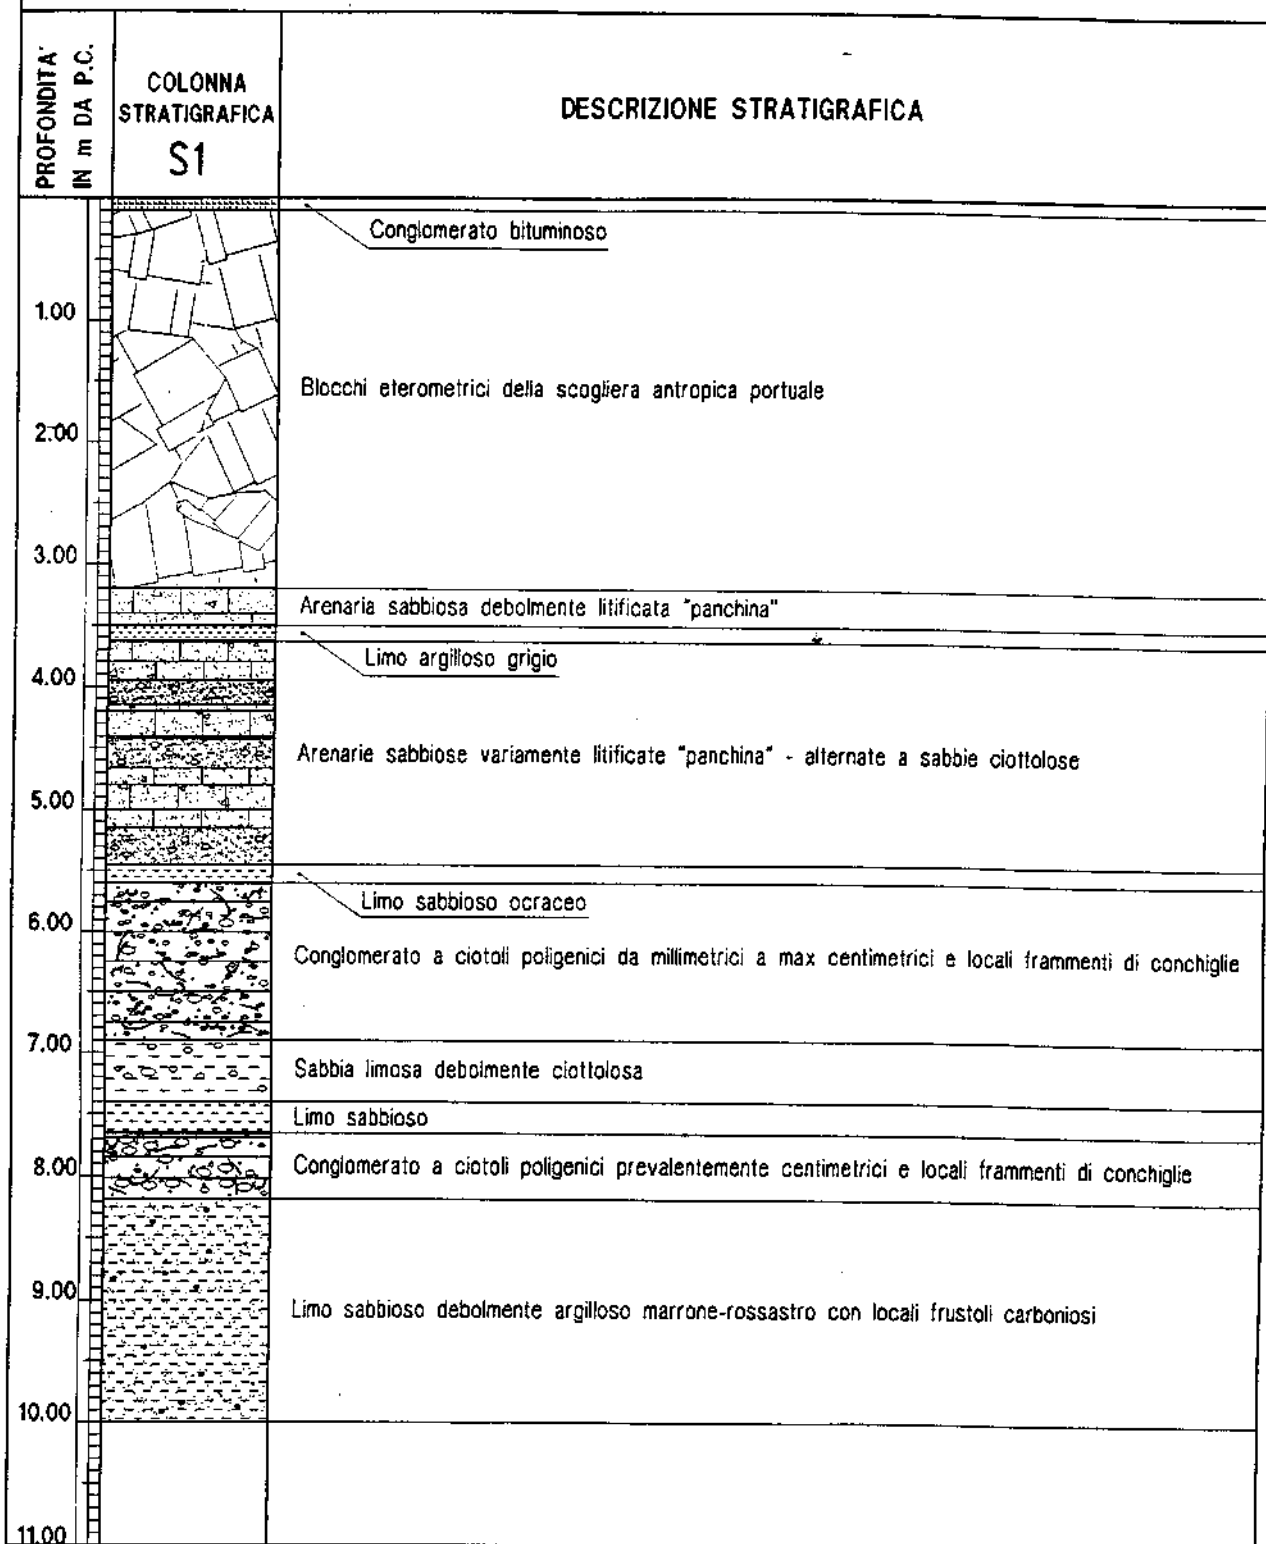 PROFONDITA'
IN m DA P.C.
COLONNA
STRATIGRAFICA
S1
DESCRIZIONE STRATIGRAFICA
Conglomerato bituminoso
1.00
Blocchi eterometrici della scogliera antropica portuale
2.00
3.00
Arenaria sabbiosa debolmente litificata "panchina"
Limo argilloso grigio
4.00
Arenarie sabbiose variamente litificate "panchina" - alternate a sabbie ciottolose
5.00
Limo sabbioso ocraceo
6.00
Conglomerato a ciotoli poligenici da millimetrici a max centimetrici e locali frammenti di conchiglie
7.00
Sabbia limosa debolmente ciottolosa
Limo sabbioso
8.00
Conglomerato a ciotoli poligenici prevalentemente centimetrici e locali frammenti di conchiglie
9.00
Limo sabbioso debolmente argilloso marrone-rossastro con locali frustoli carboniosi
10.00
11.00